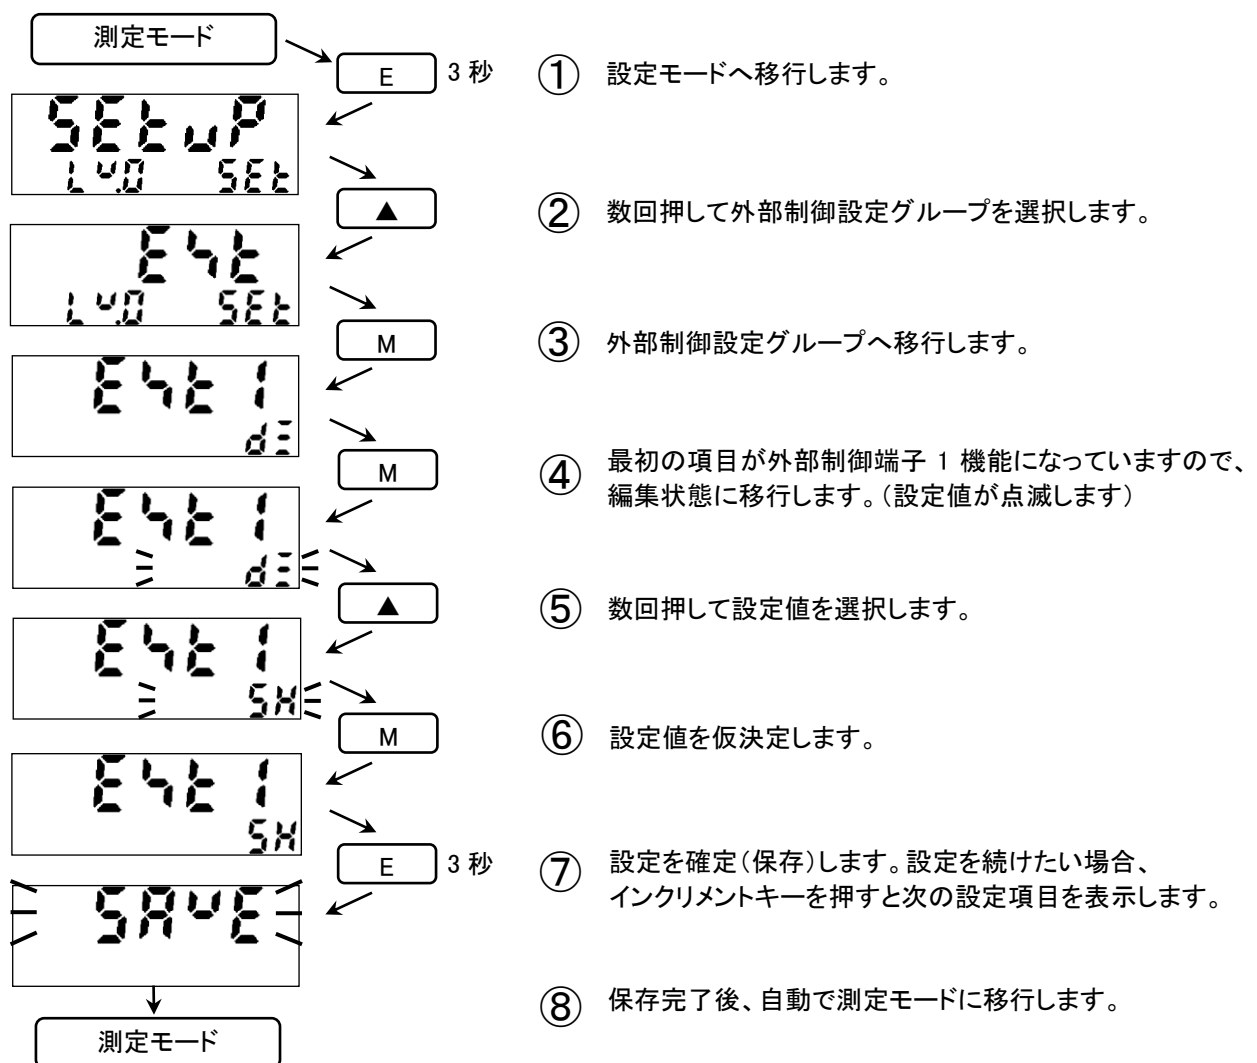 測定モード
E 3 秒 ① 設定モードへ移行します。
SEtuP
Lv.0 SEt
▲ ② 数回押して外部制御設定グループを選択します。
Ext
Lv.0 SEt
M ③ 外部制御設定グループへ移行します。
Ext 1
dI
M ④ 最初の項目が外部制御端子 1 機能になっていますので、
編集状態に移行します。(設定値が点滅します)
Ext 1
dI
▲ ⑤ 数回押して設定値を選択します。
Ext 1
SH
M ⑥ 設定値を仮決定します。
Ext 1
SH
E 3 秒 ⑦ 設定を確定(保存)します。設定を続けたい場合、
インクリメントキーを押すと次の設定項目を表示します。
SAvE
⑧ 保存完了後、自動で測定モードに移行します。
測定モード